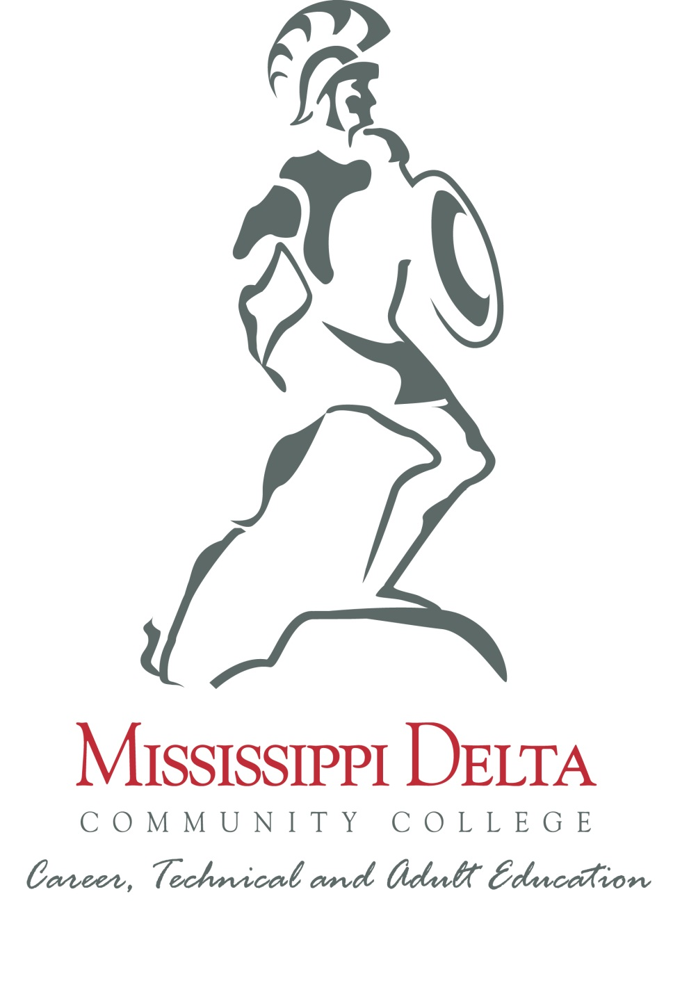 MISSISSIPPI DELTA
COMMUNITY COLLEGE
Career, Technical and Adult Education